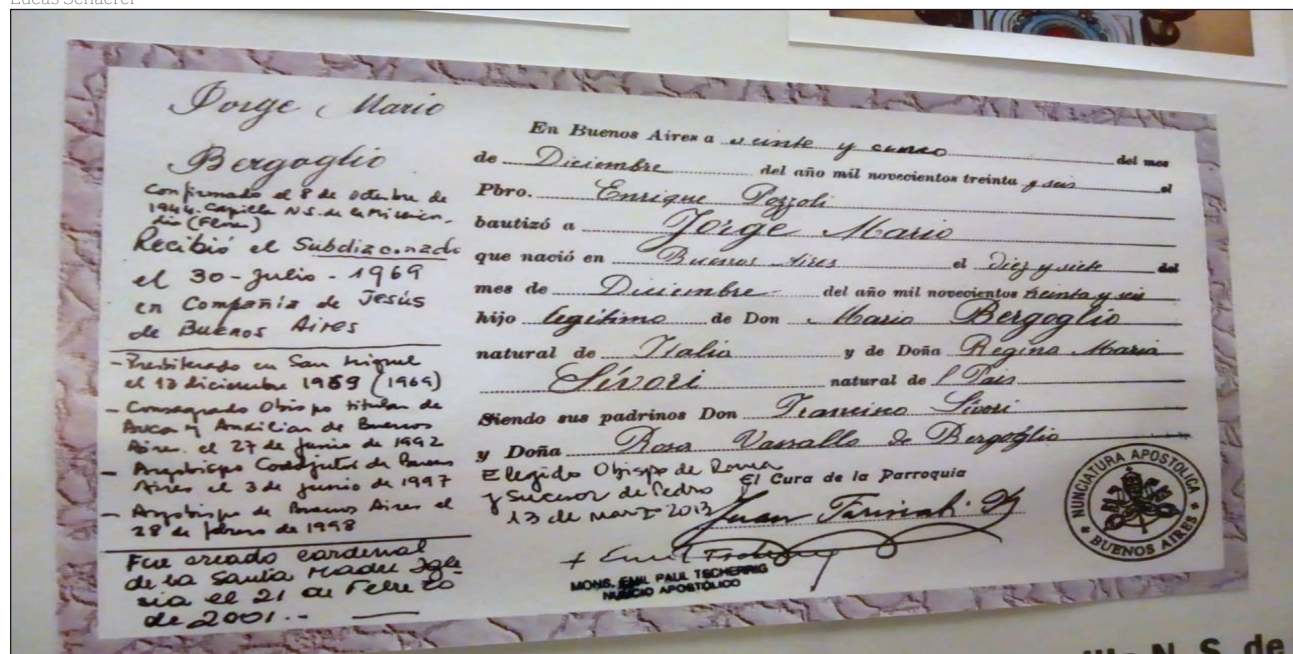 Lucas Schaerer
Jorge Mario
Bergoglio
Confirmado el 8 de octubre de
1944. Capilla N.S. de la Misericor-
dia (Flores)
Recibió el Subdiaconado
el 30-Julio-1969
en Compañía de Jesús
de Buenos Aires
- Presbiterado en San Miguel
el 13 diciembre 1969 (1969)
- Consagrado Obispo titular de
Auca y Auxiliar de Buenos
Aires. el 27 de junio de 1992
- Arzobispo Coadjutor de Buenos
Aires el 3 de junio de 1997
- Arzobispo de Buenos Aires el
28 de febrero de 1998
Fue creado cardenal
de la Santa Madre Igle
sia el 21 de Febrero
de 2001.-
En Buenos Aires a veinte y cinco del mes
de Diciembre del año mil novecientos treinta y seis el
Pbro. Enrique Pozzoli
bautizó a Jorge Mario
que nació en Buenos Aires el diez y siete del
mes de Diciembre del año mil novecientos treinta y seis
hijo legítimo de Don Mario Bergoglio
natural de Italia y de Doña Regina Maria
Sívori natural de l Pais
Siendo sus padrinos Don Francisco Sívori
y Doña Rosa Vassallo de Bergoglio
Elegido Obispo de Roma
y Sucesor de Pedro
13 de marzo 2013
El Cura de la Parroquia
Juan
MONS. EMIL PAUL TSCHERRIG
NUNCIO APOSTÓLICO
NUNCIATURA APOSTOLICA
BUENOS AIRES
N. S. de